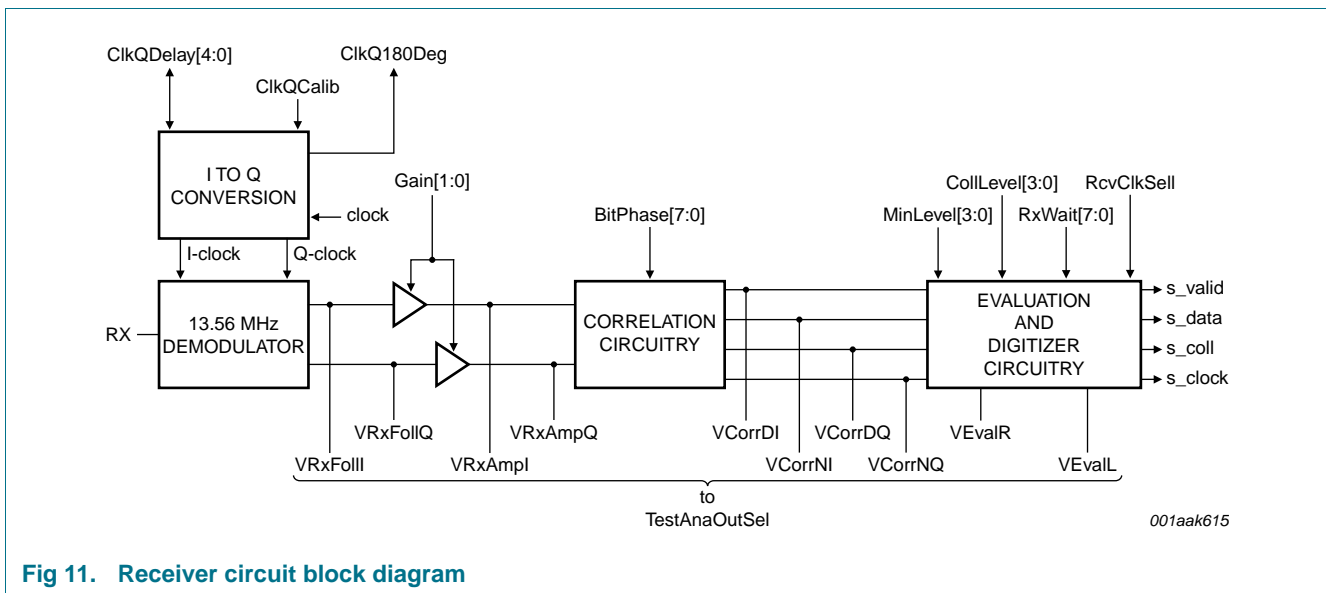 ClkQDelay[4:0]
ClkQ180Deg
ClkQCalib
I TO Q
CONVERSION
clock
I-clock
Q-clock
Gain[1:0]
BitPhase[7:0]
CollLevel[3:0]
RcvClkSelI
MinLevel[3:0]
RxWait[7:0]
RX
13.56 MHz
DEMODULATOR
CORRELATION
CIRCUITRY
EVALUATION
AND
DIGITIZER
CIRCUITRY
s_valid
s_data
s_coll
s_clock
VRxFollQ
VRxAmpQ
VCorrDI
VCorrDQ
VEvalR
VRxFollI
VRxAmpI
VCorrNI
VCorrNQ
VEvalL
to
TestAnaOutSel
001aak615
Fig 11. Receiver circuit block diagram